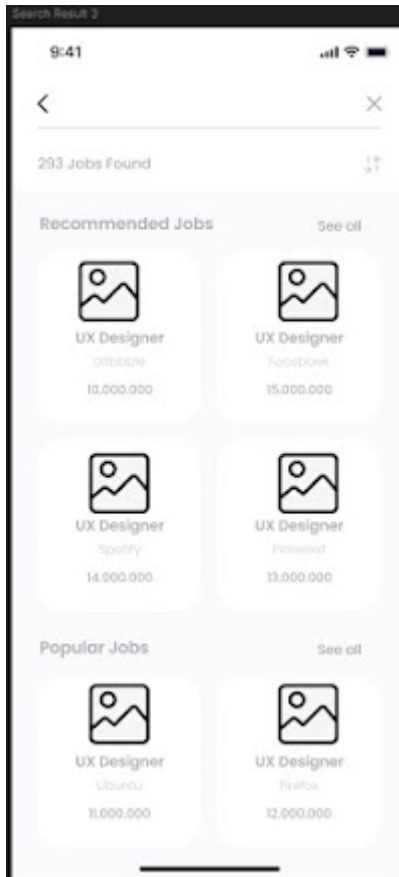 Search Result 3
9:41
293 Jobs Found
Recommended Jobs See all
UX Designer UX Designer
Dribbble Facebook
10.000.000 15.000.000
UX Designer UX Designer
Spotify Pinterest
14.000.000 13.000.000
Popular Jobs See all
UX Designer UX Designer
Ubuntu Firefox
11.000.000 12.000.000